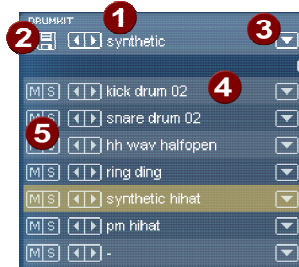 DRUMKIT
1
2
synthetic
3
M S kick drum 02
4
M S snare drum 02
5
M S hh wav halfopen
M S ring ding
M S synthetic hihat
M S pm hihat
M S -